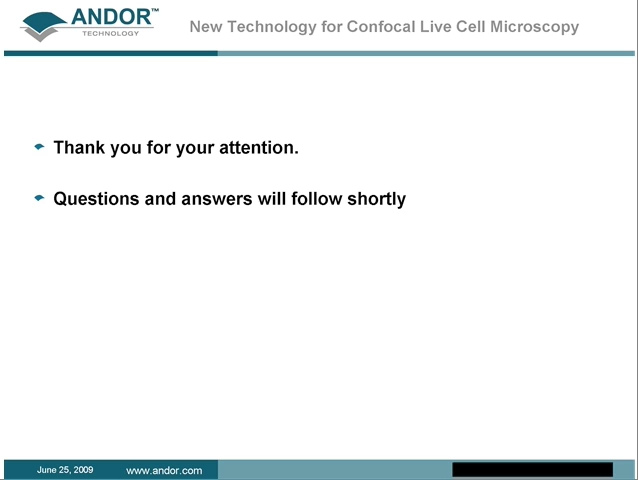 ANDOR™
TECHNOLOGY
New Technology for Confocal Live Cell Microscopy
Thank you for your attention.
Questions and answers will follow shortly
June 25, 2009
www.andor.com